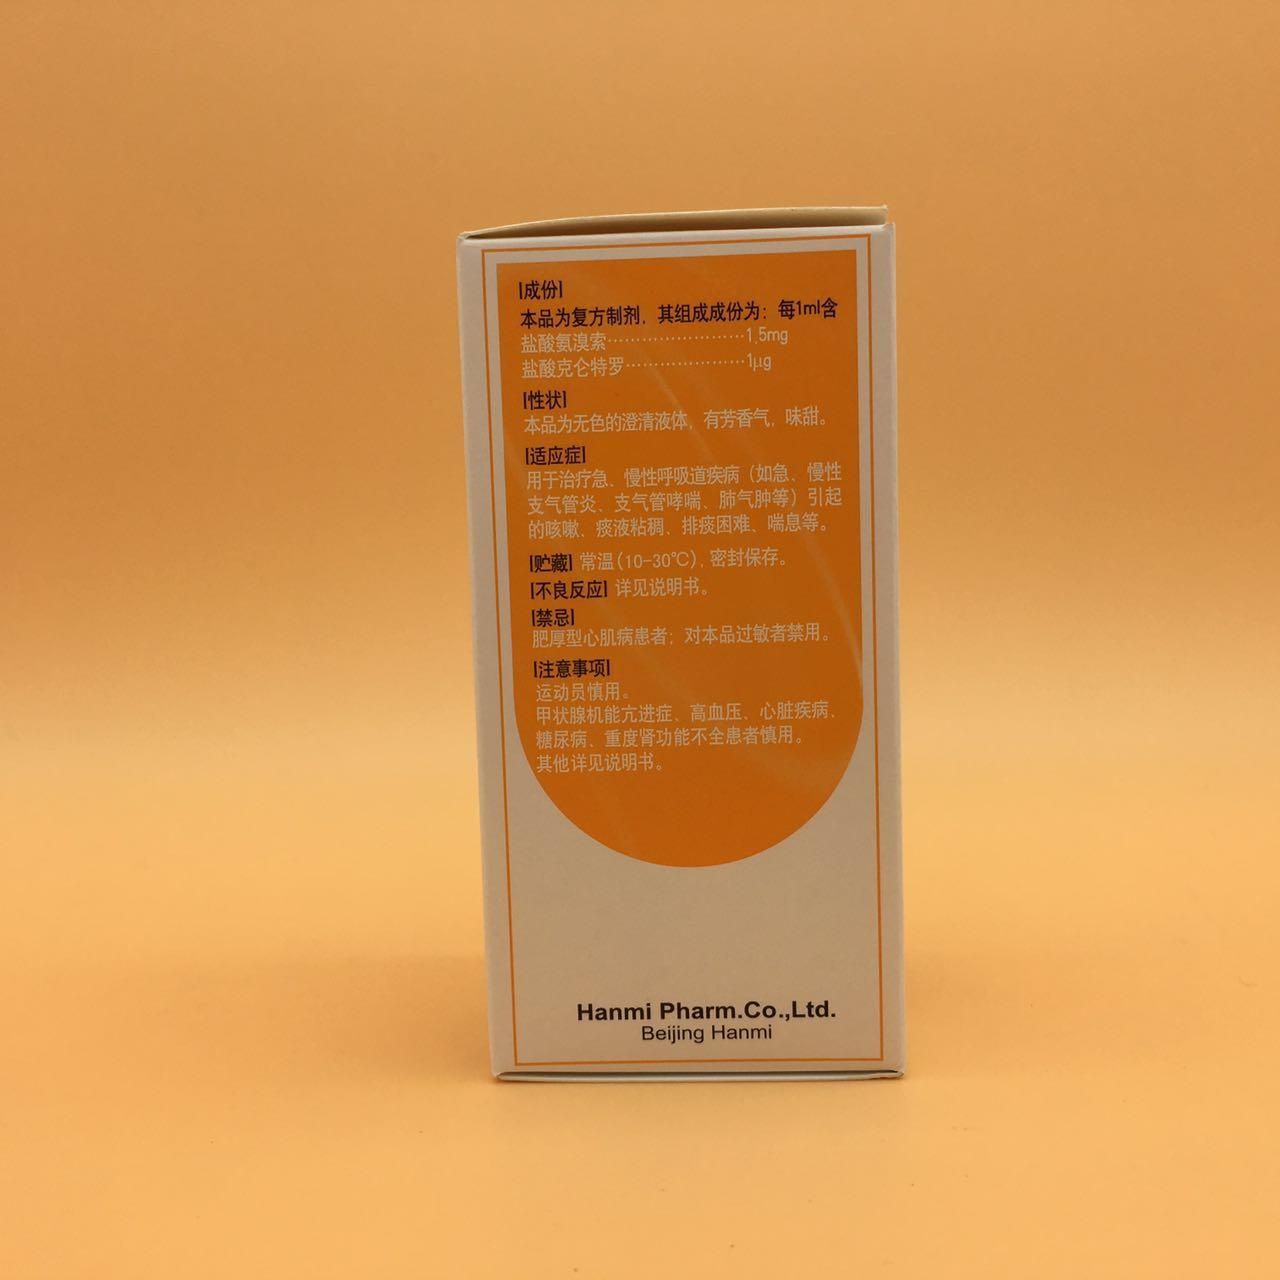 [成份]
本品为复方制剂，其组成成份为：每1ml含
盐酸氨溴索……………………1.5mg
盐酸克仑特罗…………………1μg
[性状]
本品为无色的澄清液体，有芳香气，味甜。
[适应症]
用于治疗急、慢性呼吸道疾病（如急、慢性
支气管炎、支气管哮喘、肺气肿等）引起
的咳嗽、痰液粘稠、排痰困难、喘息等。
[贮藏] 常温(10-30℃)，密封保存。
[不良反应] 详见说明书。
[禁忌]
肥厚型心肌病患者；对本品过敏者禁用。
[注意事项]
运动员慎用。
甲状腺机能亢进症、高血压、心脏疾病、
糖尿病、重度肾功能不全患者慎用。
其他详见说明书。
Hanmi Pharm.Co.,Ltd.
Beijing Hanmi